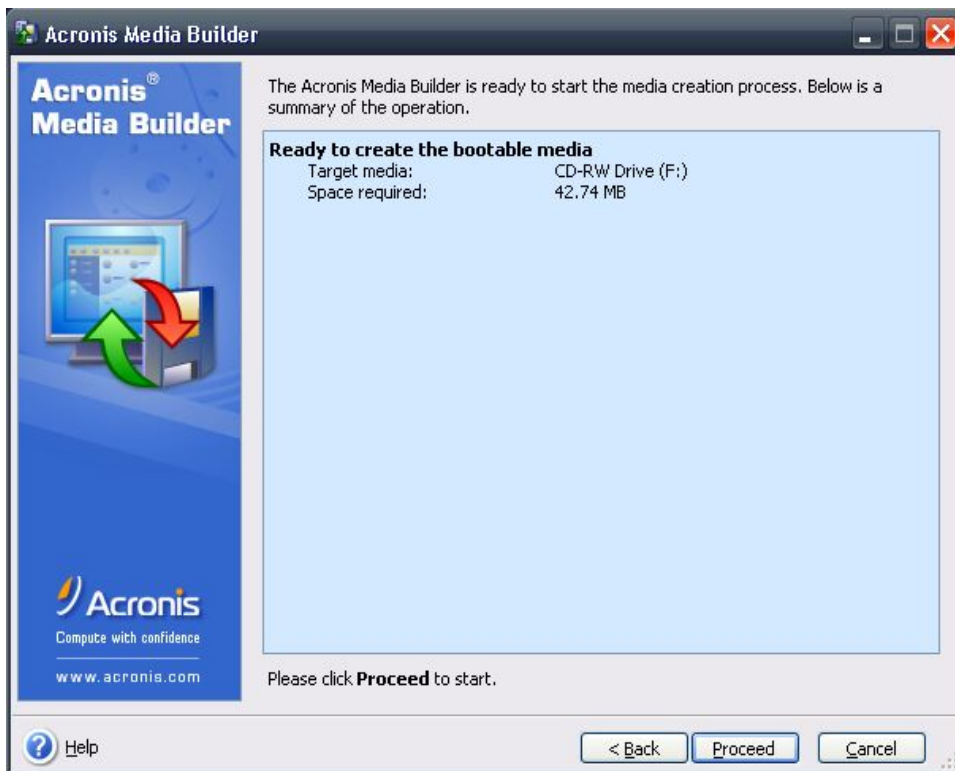 Acronis Media Builder
Acronis®
Media Builder
The Acronis Media Builder is ready to start the media creation process. Below is a
summary of the operation.
Ready to create the bootable media
Target media: CD-RW Drive (F:)
Space required: 42.74 MB
Acronis
Compute with confidence
www.acronis.com
Please click Proceed to start.
Help
< Back
Proceed
Cancel